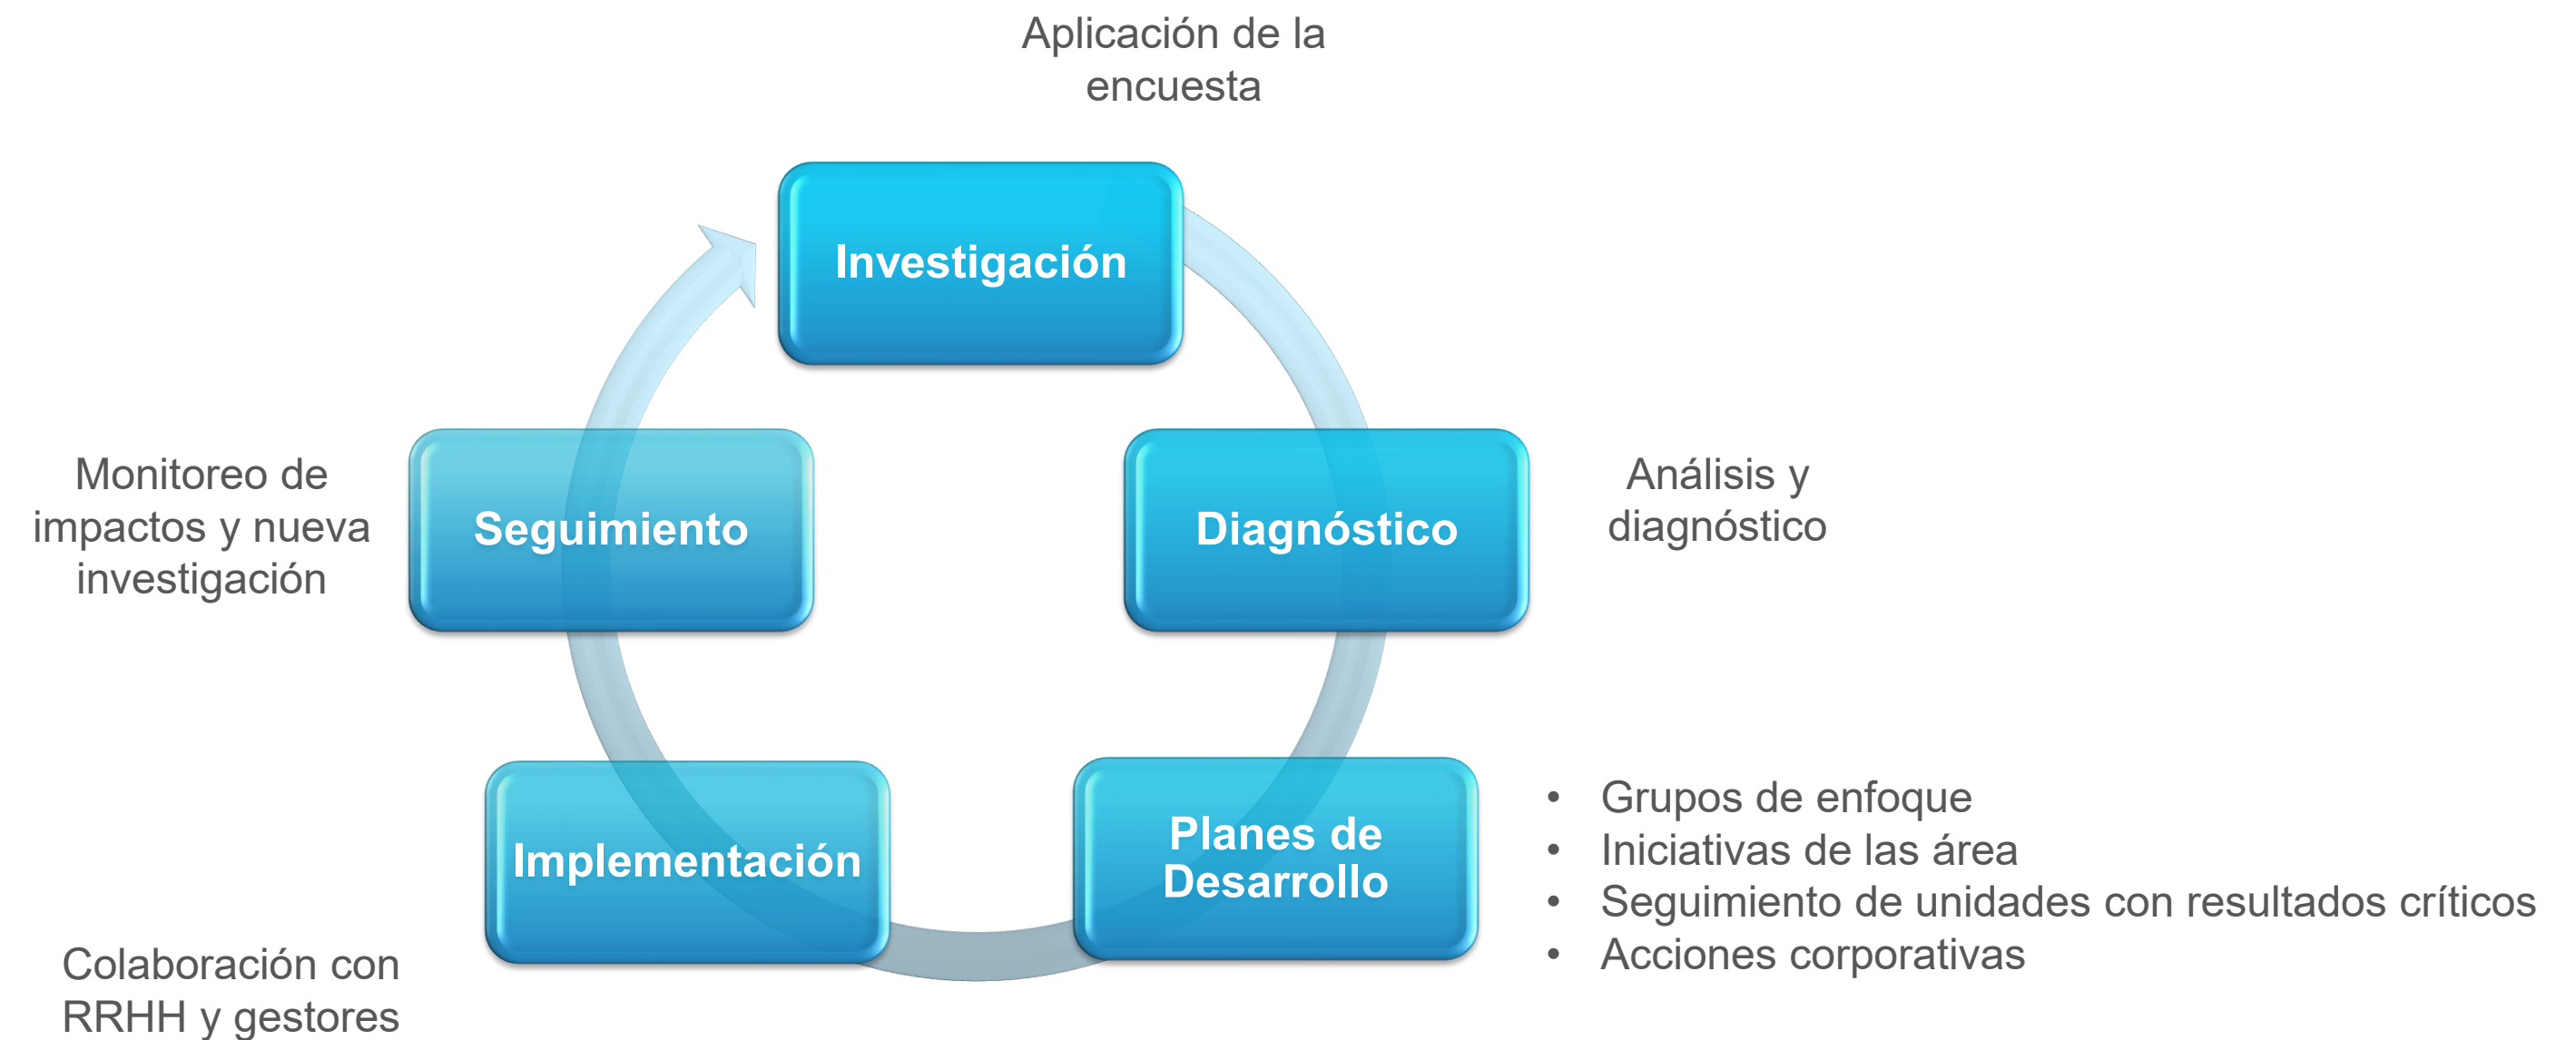 Aplicación de la
encuesta
Investigación
Diagnóstico
Análisis y
diagnóstico
Planes de
Desarrollo
• Grupos de enfoque
• Iniciativas de las área
• Seguimiento de unidades con resultados críticos
• Acciones corporativas
Implementación
Colaboración con
RRHH y gestores
Seguimiento
Monitoreo de
impactos y nueva
investigación